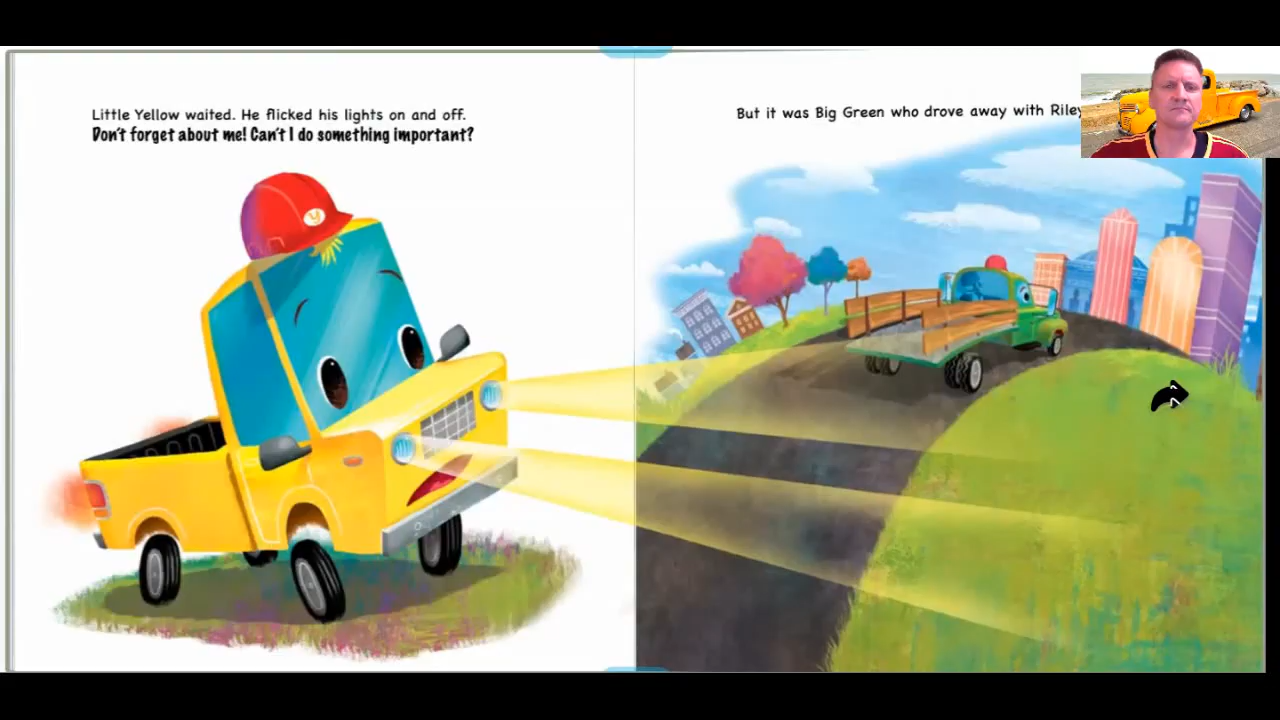 Little Yellow waited. He flicked his lights on and off.
Don't forget about me! Can't I do something important?
But it was Big Green who drove away with Riley
y